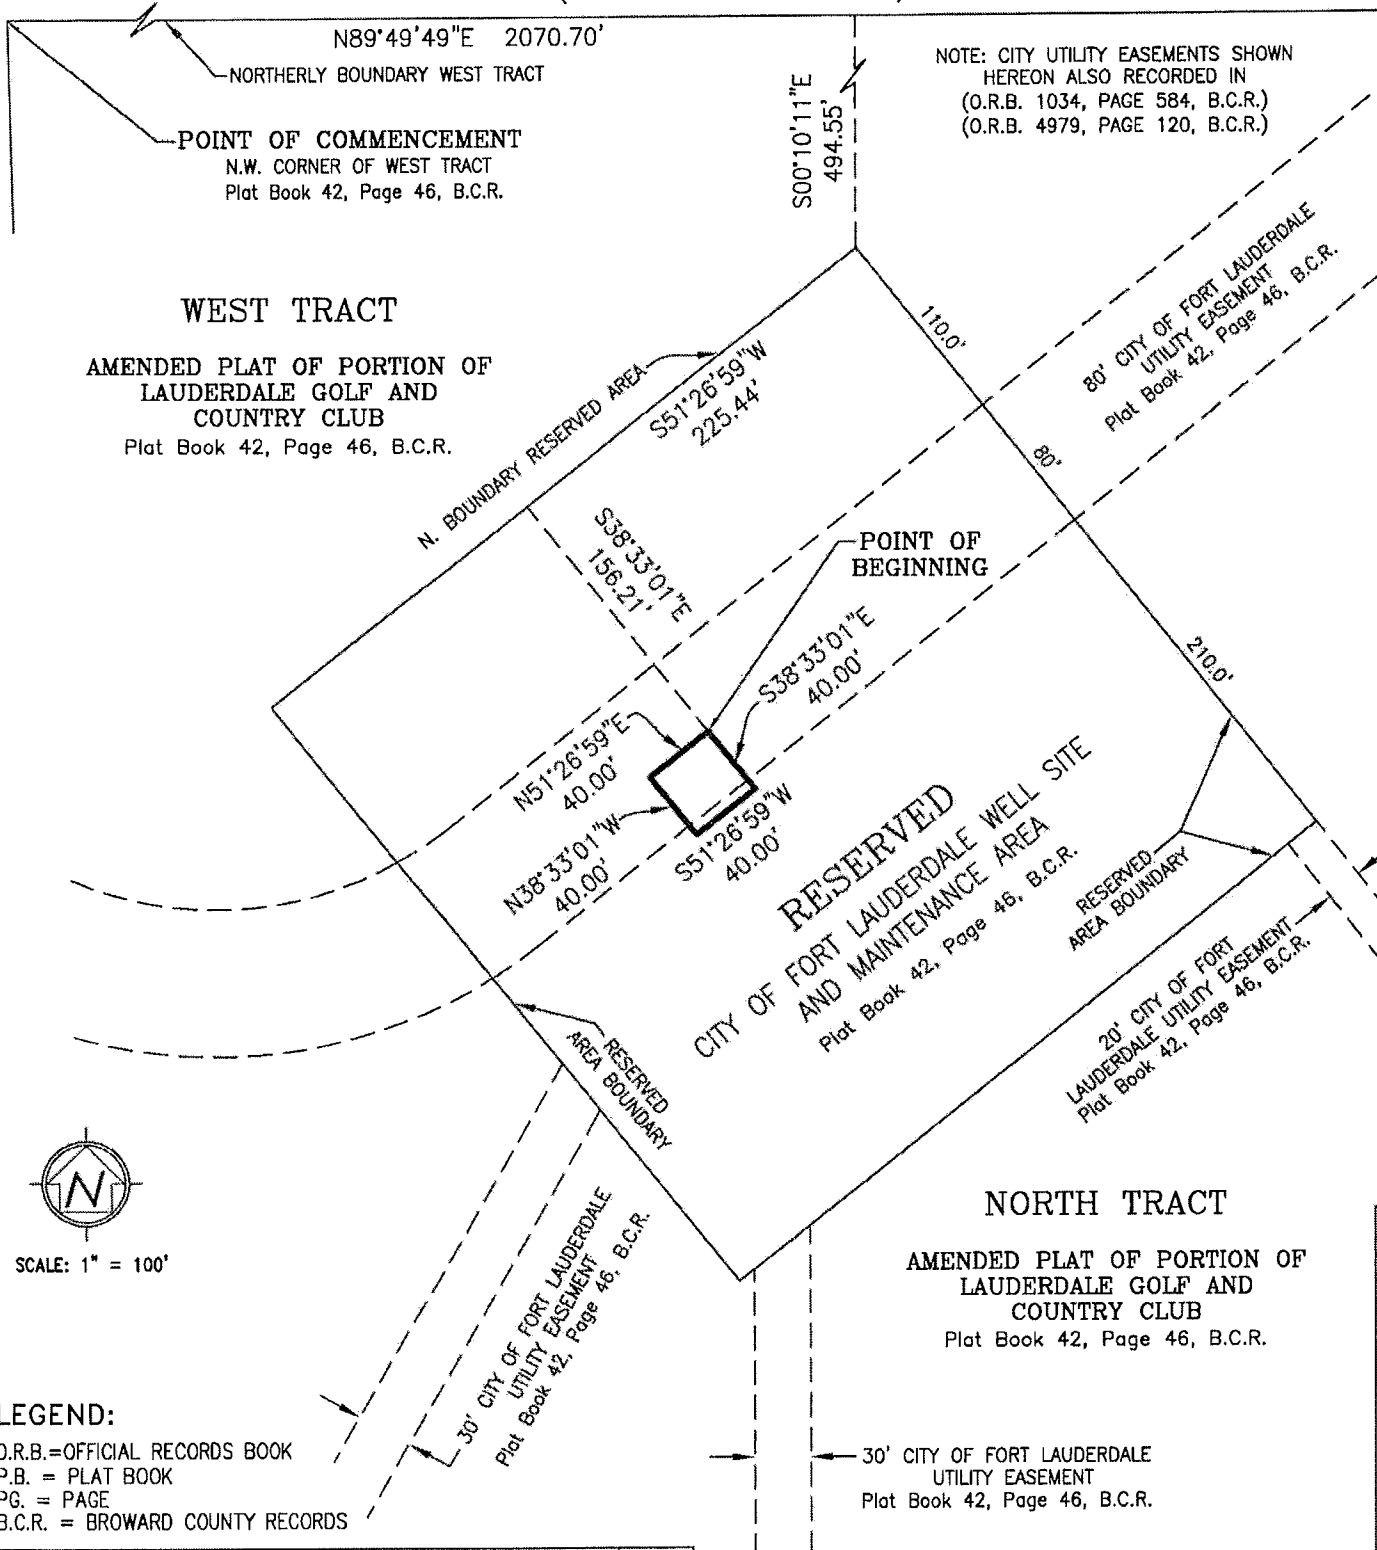 N89°49'49"E 2070.70'
NORTHERLY BOUNDARY WEST TRACT
POINT OF COMMENCEMENT
N.W. CORNER OF WEST TRACT
Plat Book 42, Page 46, B.C.R.
S00°10'11"E
494.55'
NOTE: CITY UTILITY EASEMENTS SHOWN
HEREON ALSO RECORDED IN
(O.R.B. 1034, PAGE 584, B.C.R.)
(O.R.B. 4979, PAGE 120, B.C.R.)
WEST TRACT
AMENDED PLAT OF PORTION OF
LAUDERDALE GOLF AND
COUNTRY CLUB
Plat Book 42, Page 46, B.C.R.
N. BOUNDARY RESERVED AREA
S51°26'59"W
225.44'
110.0'
80' CITY OF FORT LAUDERDALE
UTILITY EASEMENT
Plat Book 42, Page 46, B.C.R.
80'
S38°33'01"E
156.21'
POINT OF
BEGINNING
S38°33'01"E
40.00'
210.0'
N51°26'59"E
40.00'
N38°33'01"W
40.00'
S51°26'59"W
40.00'
RESERVED
CITY OF FORT LAUDERDALE WELL SITE
AND MAINTENANCE AREA
Plat Book 42, Page 46, B.C.R.
RESERVED
AREA BOUNDARY
20' CITY OF FORT
LAUDERDALE UTILITY EASEMENT
Plat Book 42, Page 46, B.C.R.
RESERVED
AREA BOUNDARY
N
SCALE: 1" = 100'
30' CITY OF FORT LAUDERDALE
UTILITY EASEMENT
Plat Book 42, Page 46, B.C.R.
NORTH TRACT
AMENDED PLAT OF PORTION OF
LAUDERDALE GOLF AND
COUNTRY CLUB
Plat Book 42, Page 46, B.C.R.
LEGEND:
O.R.B.=OFFICIAL RECORDS BOOK
P.B. = PLAT BOOK
PG. = PAGE
B.C.R. = BROWARD COUNTY RECORDS
30' CITY OF FORT LAUDERDALE
UTILITY EASEMENT
Plat Book 42, Page 46, B.C.R.